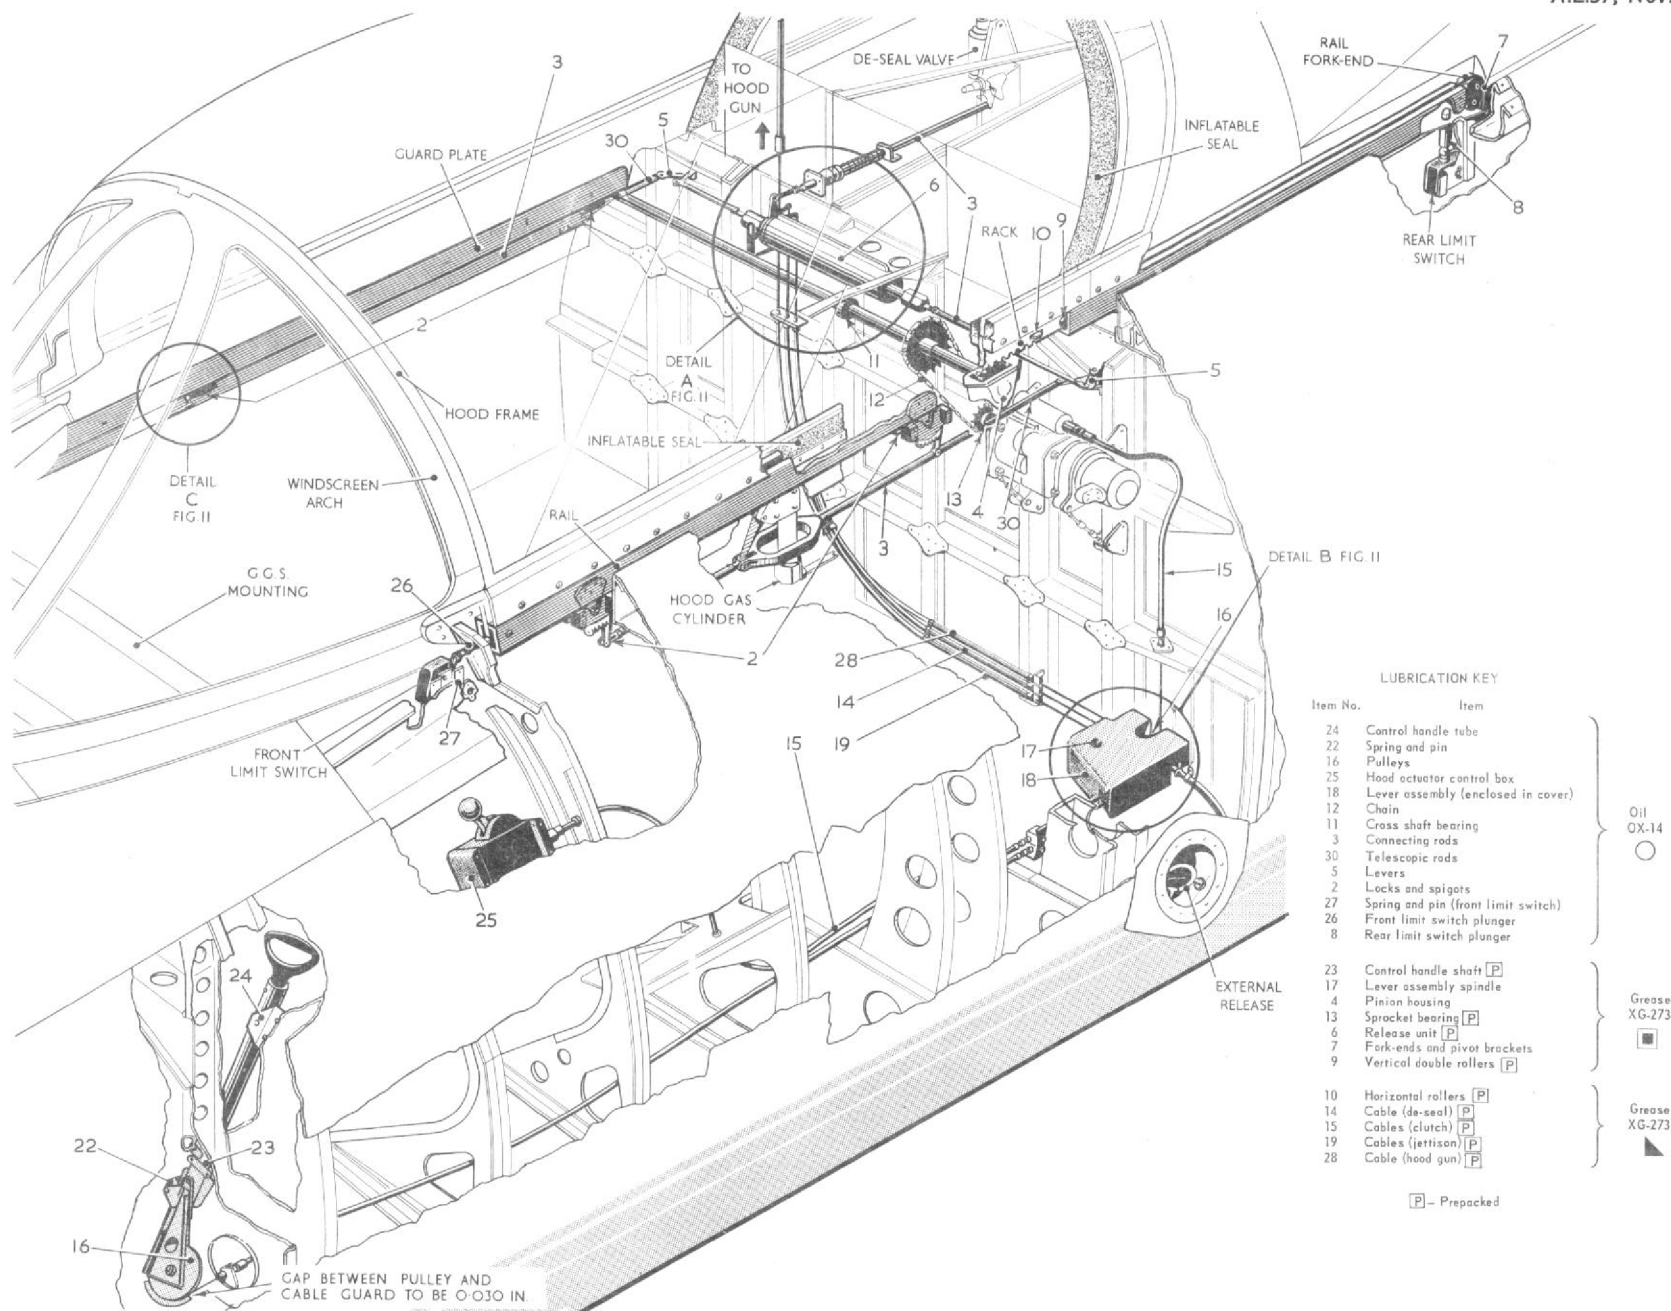 3
TO
HOOD
GUN
DE-SEAL VALVE
RAIL
FORK-END
7
GUARD PLATE
30
5
6
3
INFLATABLE
SEAL
8
REAR LIMIT
SWITCH
3
RACK
10
9
2
HOOD FRAME
DETAIL
A
FIG.11
11
12
5
INFLATABLE SEAL
DETAIL
C
FIG.11
WINDSCREEN
ARCH
RAIL
13
4
30
3
G.G.S.
MOUNTING
26
HOOD GAS
CYLINDER
2
DETAIL B FIG.11
15
16
28
14
19
17
18
27
FRONT
LIMIT SWITCH
15
25
24
EXTERNAL
RELEASE
22
23
16
GAP BETWEEN PULLEY AND
CABLE GUARD TO BE 0·030 IN.
LUBRICATION KEY
Item No. Item
24 Control handle tube
22 Spring and pin
16 Pulleys
25 Hood actuator control box
18 Lever assembly (enclosed in cover)
12 Chain
11 Cross shaft bearing
3 Connecting rods
30 Telescopic rods
5 Levers
2 Locks and spigots
27 Spring and pin (front limit switch)
26 Front limit switch plunger
8 Rear limit switch plunger
Oil
OX-14
23 Control handle shaft P
17 Lever assembly spindle
4 Pinion housing
13 Sprocket bearing P
6 Release unit P
7 Fork-ends and pivot brackets
9 Vertical double rollers P
Grease
XG-273
10 Horizontal rollers P
14 Cable (de-seal) P
15 Cables (clutch) P
19 Cables (jettison) P
28 Cable (hood gun) P
Grease
XG-273
P – Prepacked